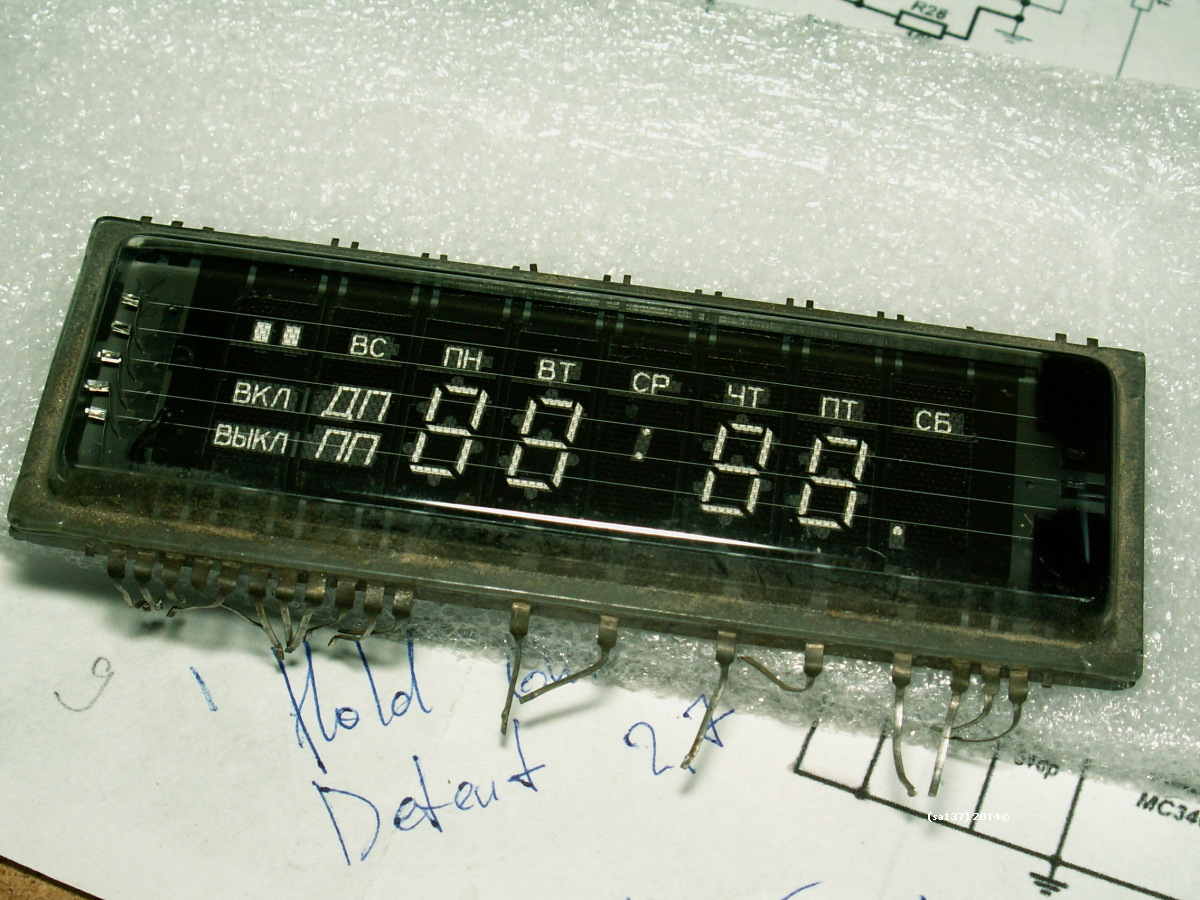 R28
ВС ПН ВТ СР ЧТ ПТ СБ
ВКЛ ДП 88:88.
ВЫКЛ ПП
9 1 Hold
Detent 27
Stop
(sa137) 2014©